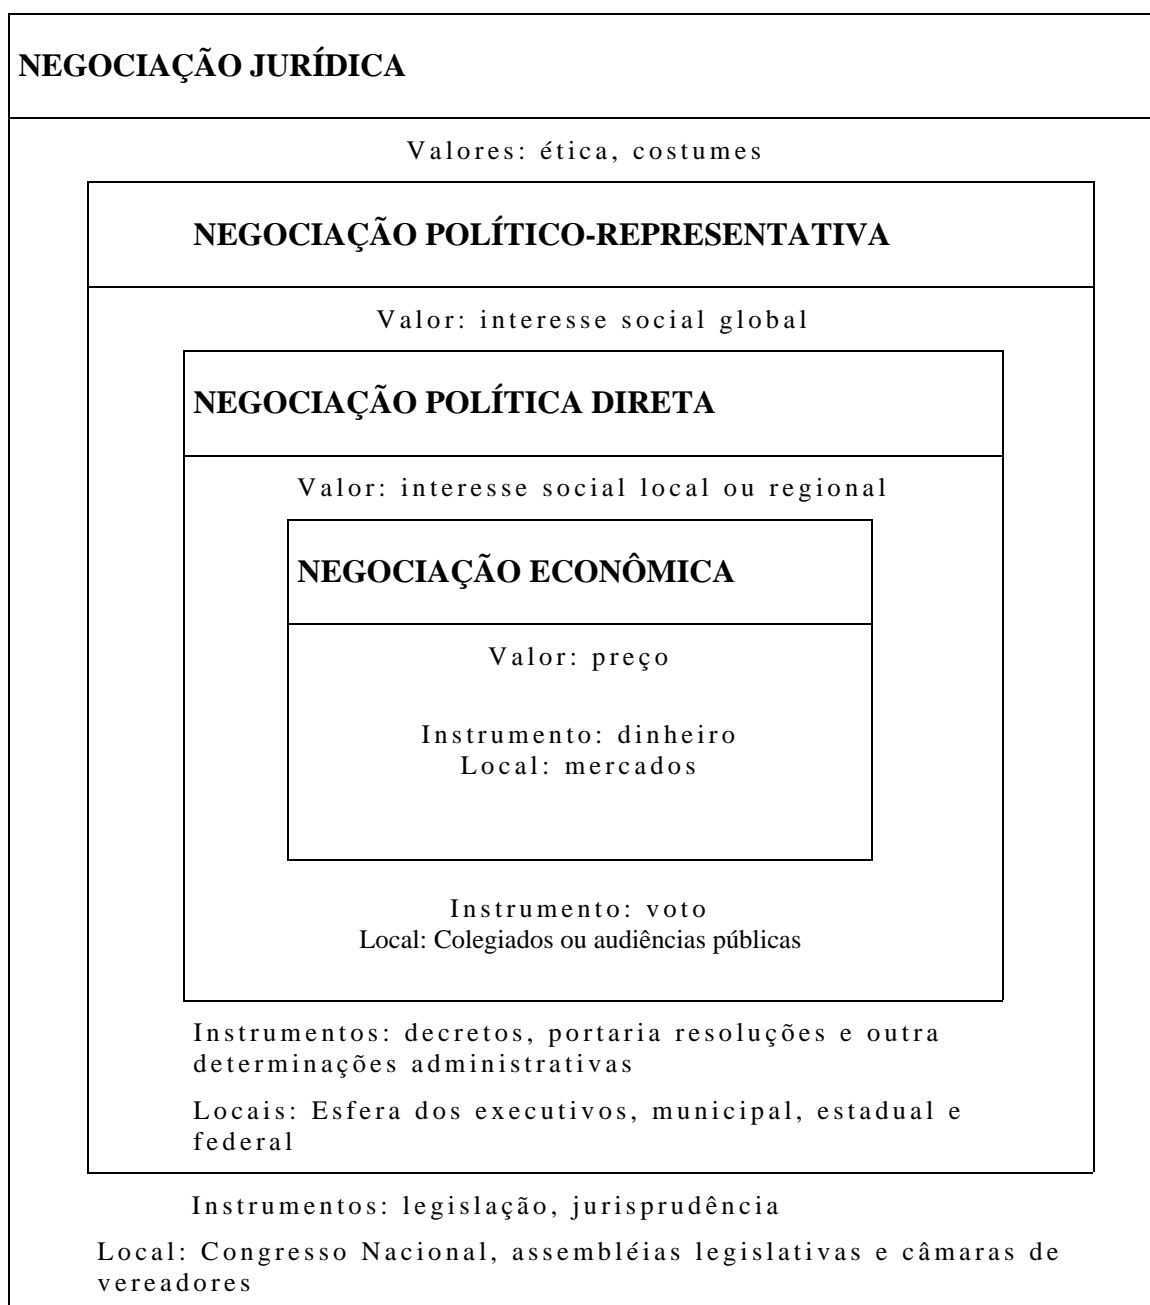 NEGOCIAÇÃO JURÍDICA
Valores: ética, costumes
NEGOCIAÇÃO POLÍTICO-REPRESENTATIVA
Valor: interesse social global
NEGOCIAÇÃO POLÍTICA DIRETA
Valor: interesse social local ou regional
NEGOCIAÇÃO ECONÔMICA
Valor: preço
Instrumento: dinheiro
Local: mercados
Instrumento: voto
Local: Colegiados ou audiências públicas
Instrumentos: decretos, portaria resoluções e outra
determinações administrativas
Locais: Esfera dos executivos, municipal, estadual e
federal
Instrumentos: legislação, jurisprudência
Local: Congresso Nacional, assembléias legislativas e câmaras de
vereadores